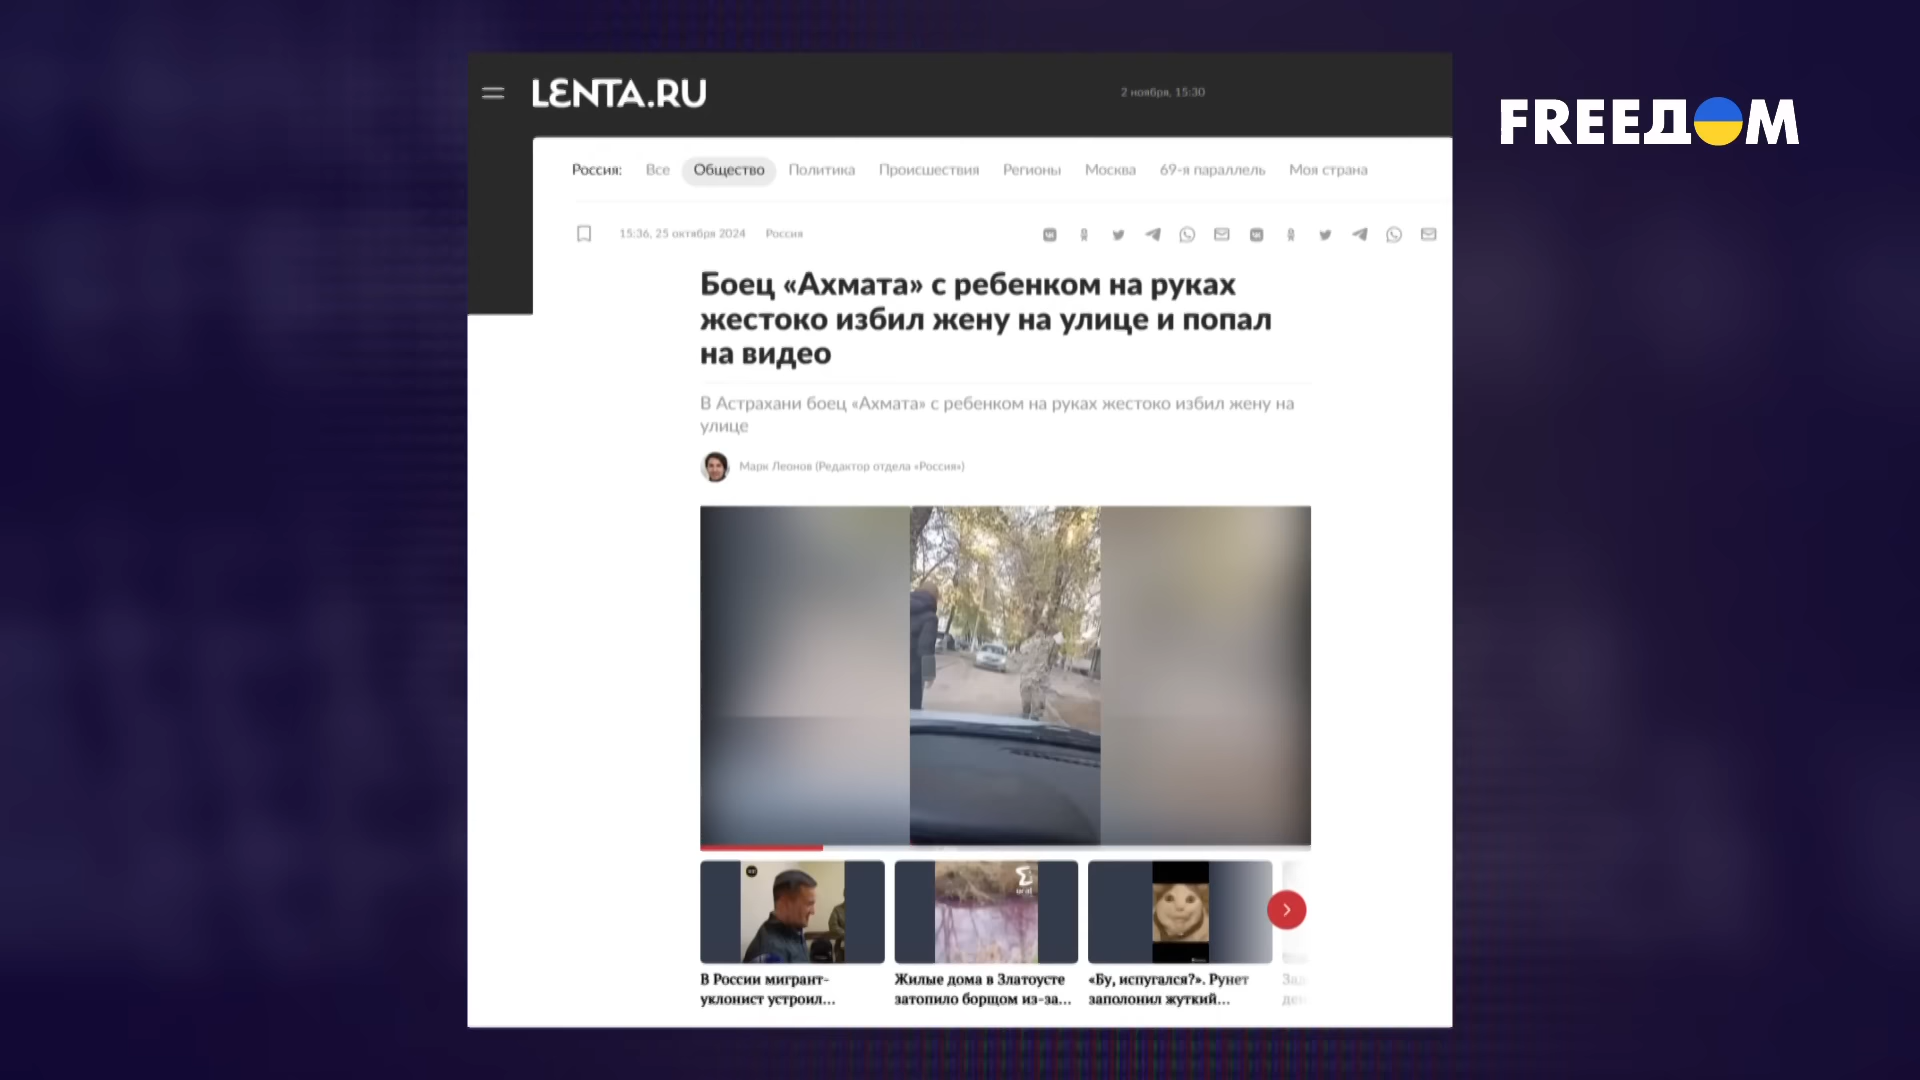 LENTA.RU
2 ноября, 15:30
FREEДOM
Россия: Все Общество Политика Происшествия Регионы Москва 69-я параллель Моя страна
15:36, 25 октября 2024 Россия
Боец «Ахмата» с ребенком на руках
жестоко избил жену на улице и попал
на видео
В Астрахани боец «Ахмата» с ребенком на руках жестоко избил жену на
улице
Марк Леонов (Редактор отдела «Россия»)
В России мигрант-
уклонист устроил...
Жилые дома в Златоусте
затопило борщом из-за...
«Бу, испугался?». Рунет
заполонил жуткий...